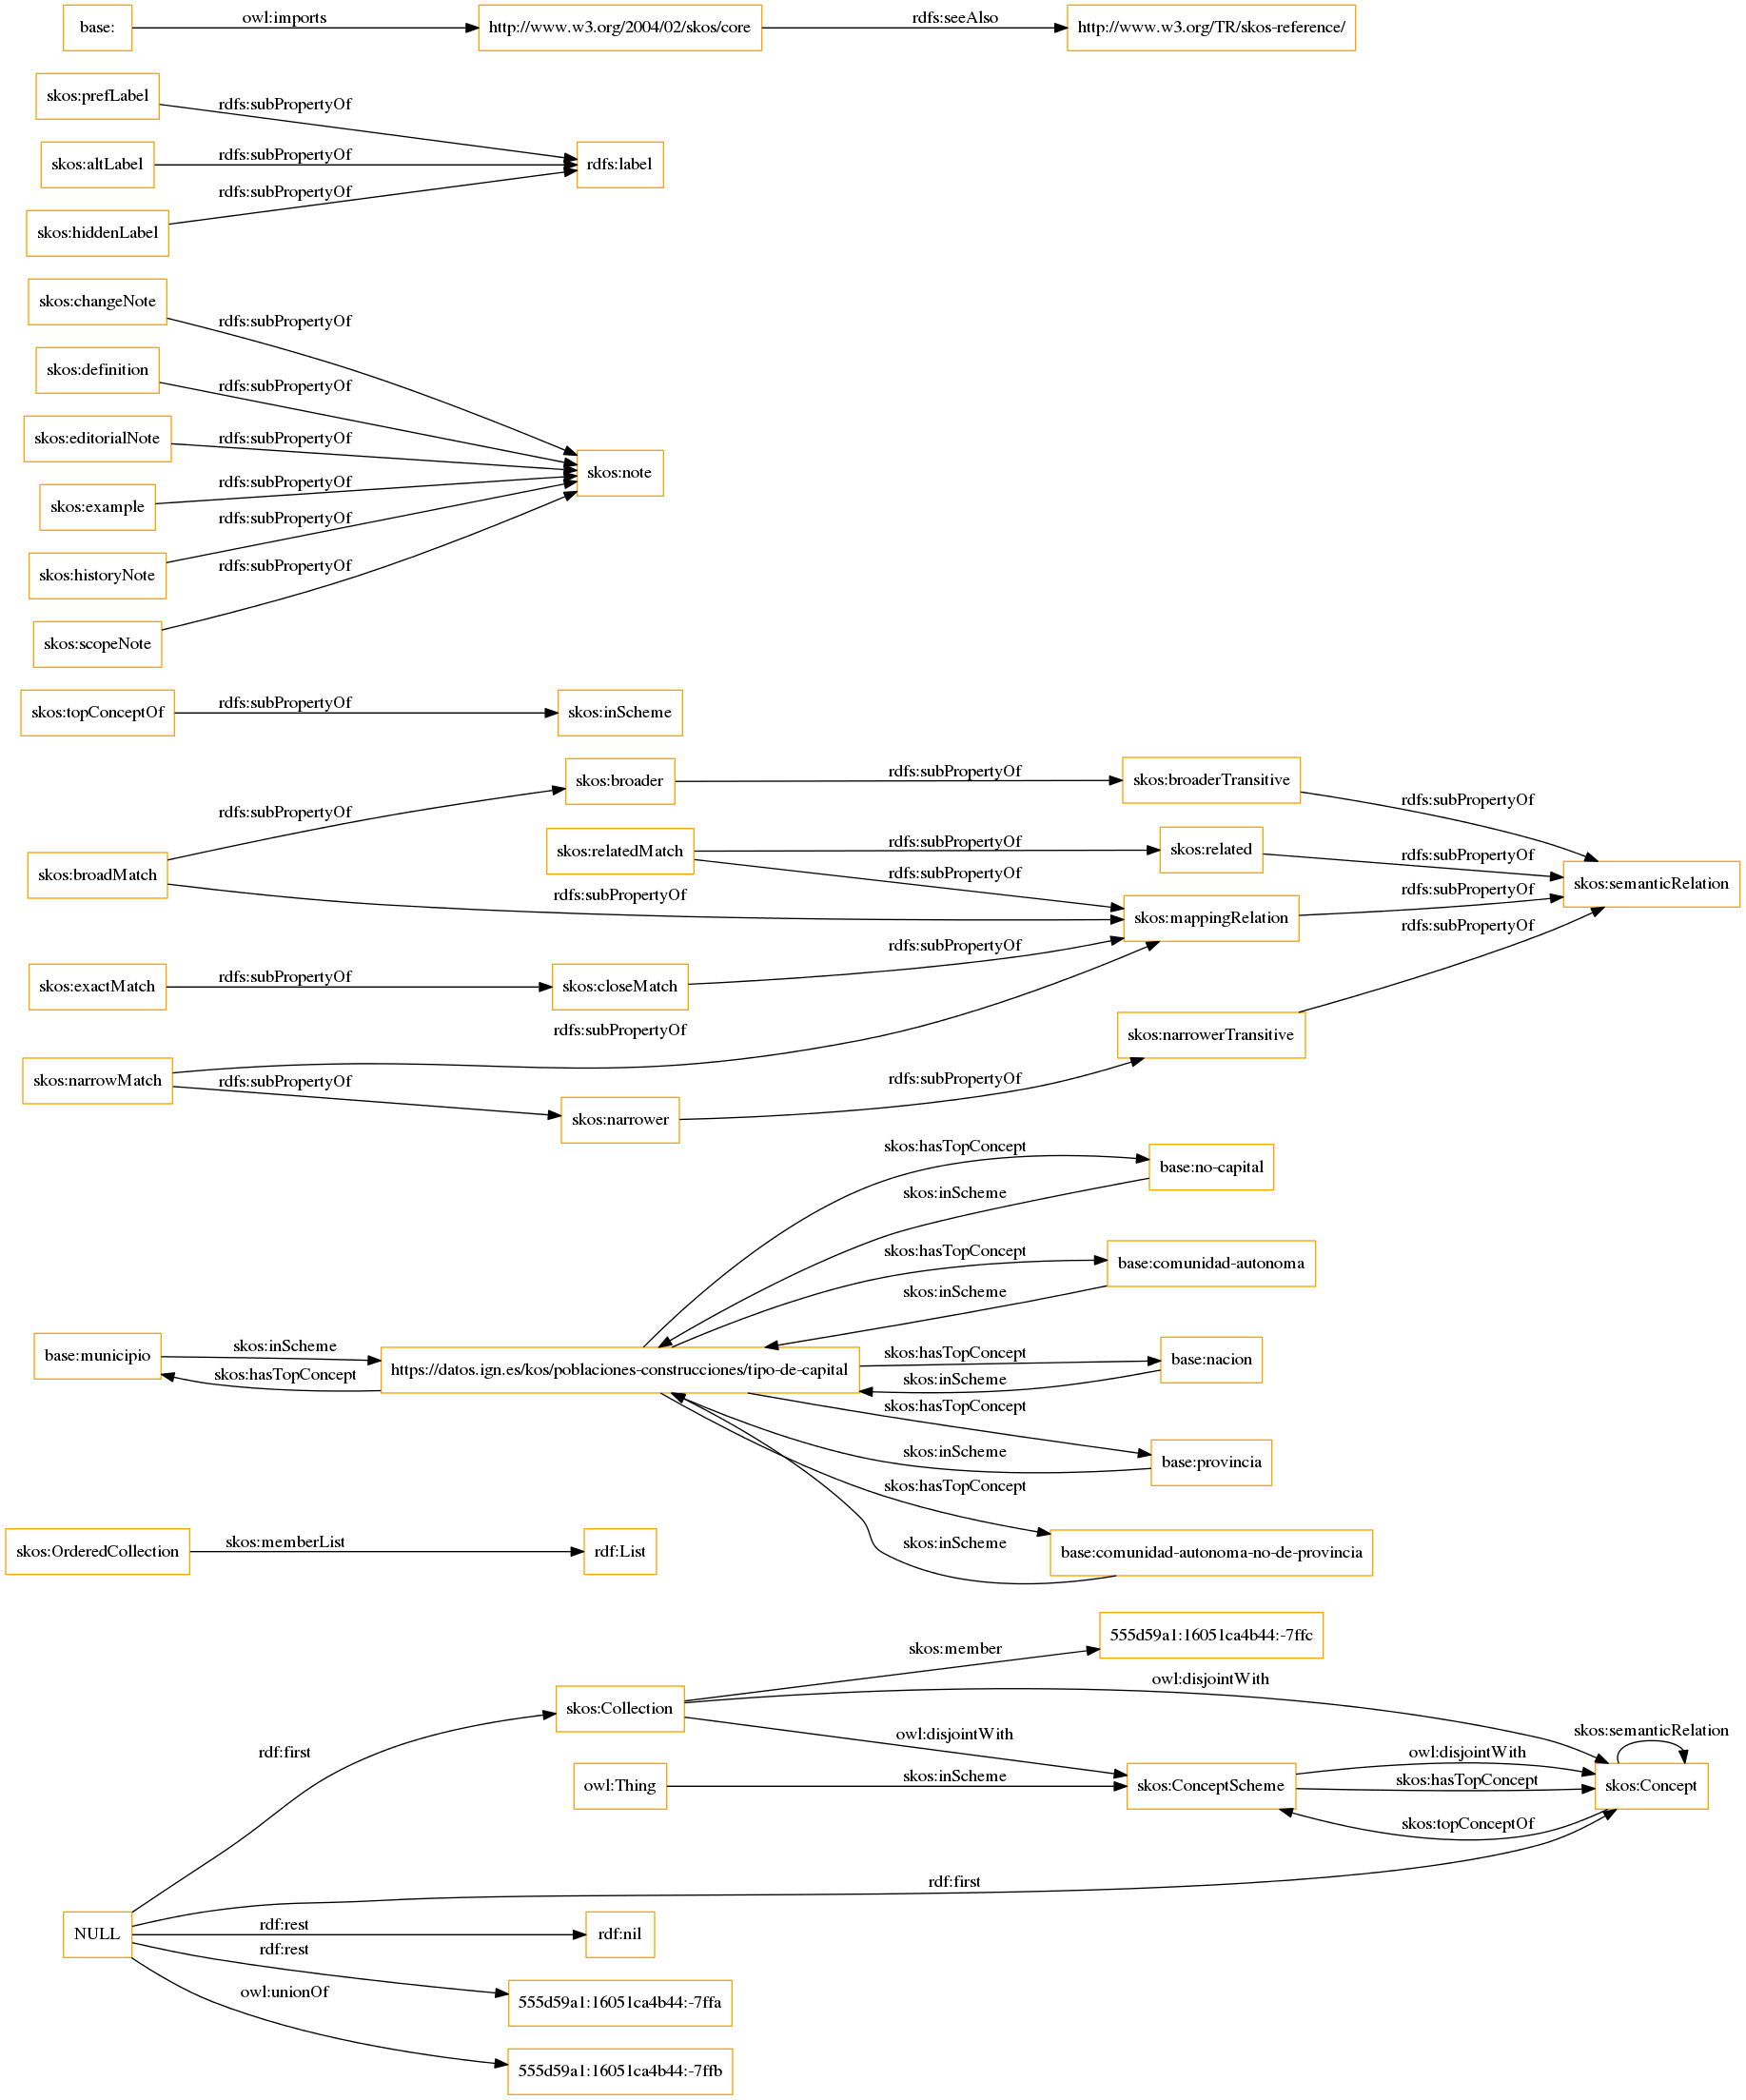 base:
owl:imports
http://www.w3.org/2004/02/skos/core
rdfs:seeAlso
http://www.w3.org/TR/skos-reference/
skos:prefLabel
rdfs:subPropertyOf
skos:altLabel
rdfs:subPropertyOf
rdfs:label
skos:hiddenLabel
rdfs:subPropertyOf
skos:changeNote
rdfs:subPropertyOf
skos:definition
rdfs:subPropertyOf
skos:editorialNote
rdfs:subPropertyOf
skos:note
skos:example
rdfs:subPropertyOf
skos:historyNote
rdfs:subPropertyOf
skos:scopeNote
rdfs:subPropertyOf
skos:topConceptOf
rdfs:subPropertyOf
skos:inScheme
skos:broader
rdfs:subPropertyOf
skos:broaderTransitive
rdfs:subPropertyOf
rdfs:subPropertyOf
skos:relatedMatch
rdfs:subPropertyOf
skos:related
rdfs:subPropertyOf
skos:broadMatch
rdfs:subPropertyOf
rdfs:subPropertyOf
skos:semanticRelation
skos:mappingRelation
rdfs:subPropertyOf
rdfs:subPropertyOf
skos:exactMatch
rdfs:subPropertyOf
skos:closeMatch
rdfs:subPropertyOf
rdfs:subPropertyOf
skos:narrowerTransitive
skos:narrowMatch
rdfs:subPropertyOf
rdfs:subPropertyOf
skos:narrower
skos:hasTopConcept
base:no-capital
skos:inScheme
skos:hasTopConcept
base:comunidad-autonoma
skos:inScheme
base:municipio
skos:inScheme
skos:hasTopConcept
https://datos.ign.es/kos/poblaciones-construcciones/tipo-de-capital
skos:hasTopConcept
base:nacion
skos:inScheme
skos:hasTopConcept
skos:inScheme
base:provincia
skos:hasTopConcept
skos:inScheme
base:comunidad-autonoma-no-de-provincia
skos:OrderedCollection
skos:memberList
rdf:List
555d59a1:16051ca4b44:-7ffc
skos:member
owl:disjointWith
skos:Collection
owl:disjointWith
skos:semanticRelation
rdf:first
owl:Thing
skos:inScheme
skos:ConceptScheme
owl:disjointWith
skos:hasTopConcept
skos:Concept
skos:topConceptOf
rdf:first
NULL
rdf:rest
rdf:nil
rdf:rest
555d59a1:16051ca4b44:-7ffa
owl:unionOf
555d59a1:16051ca4b44:-7ffb